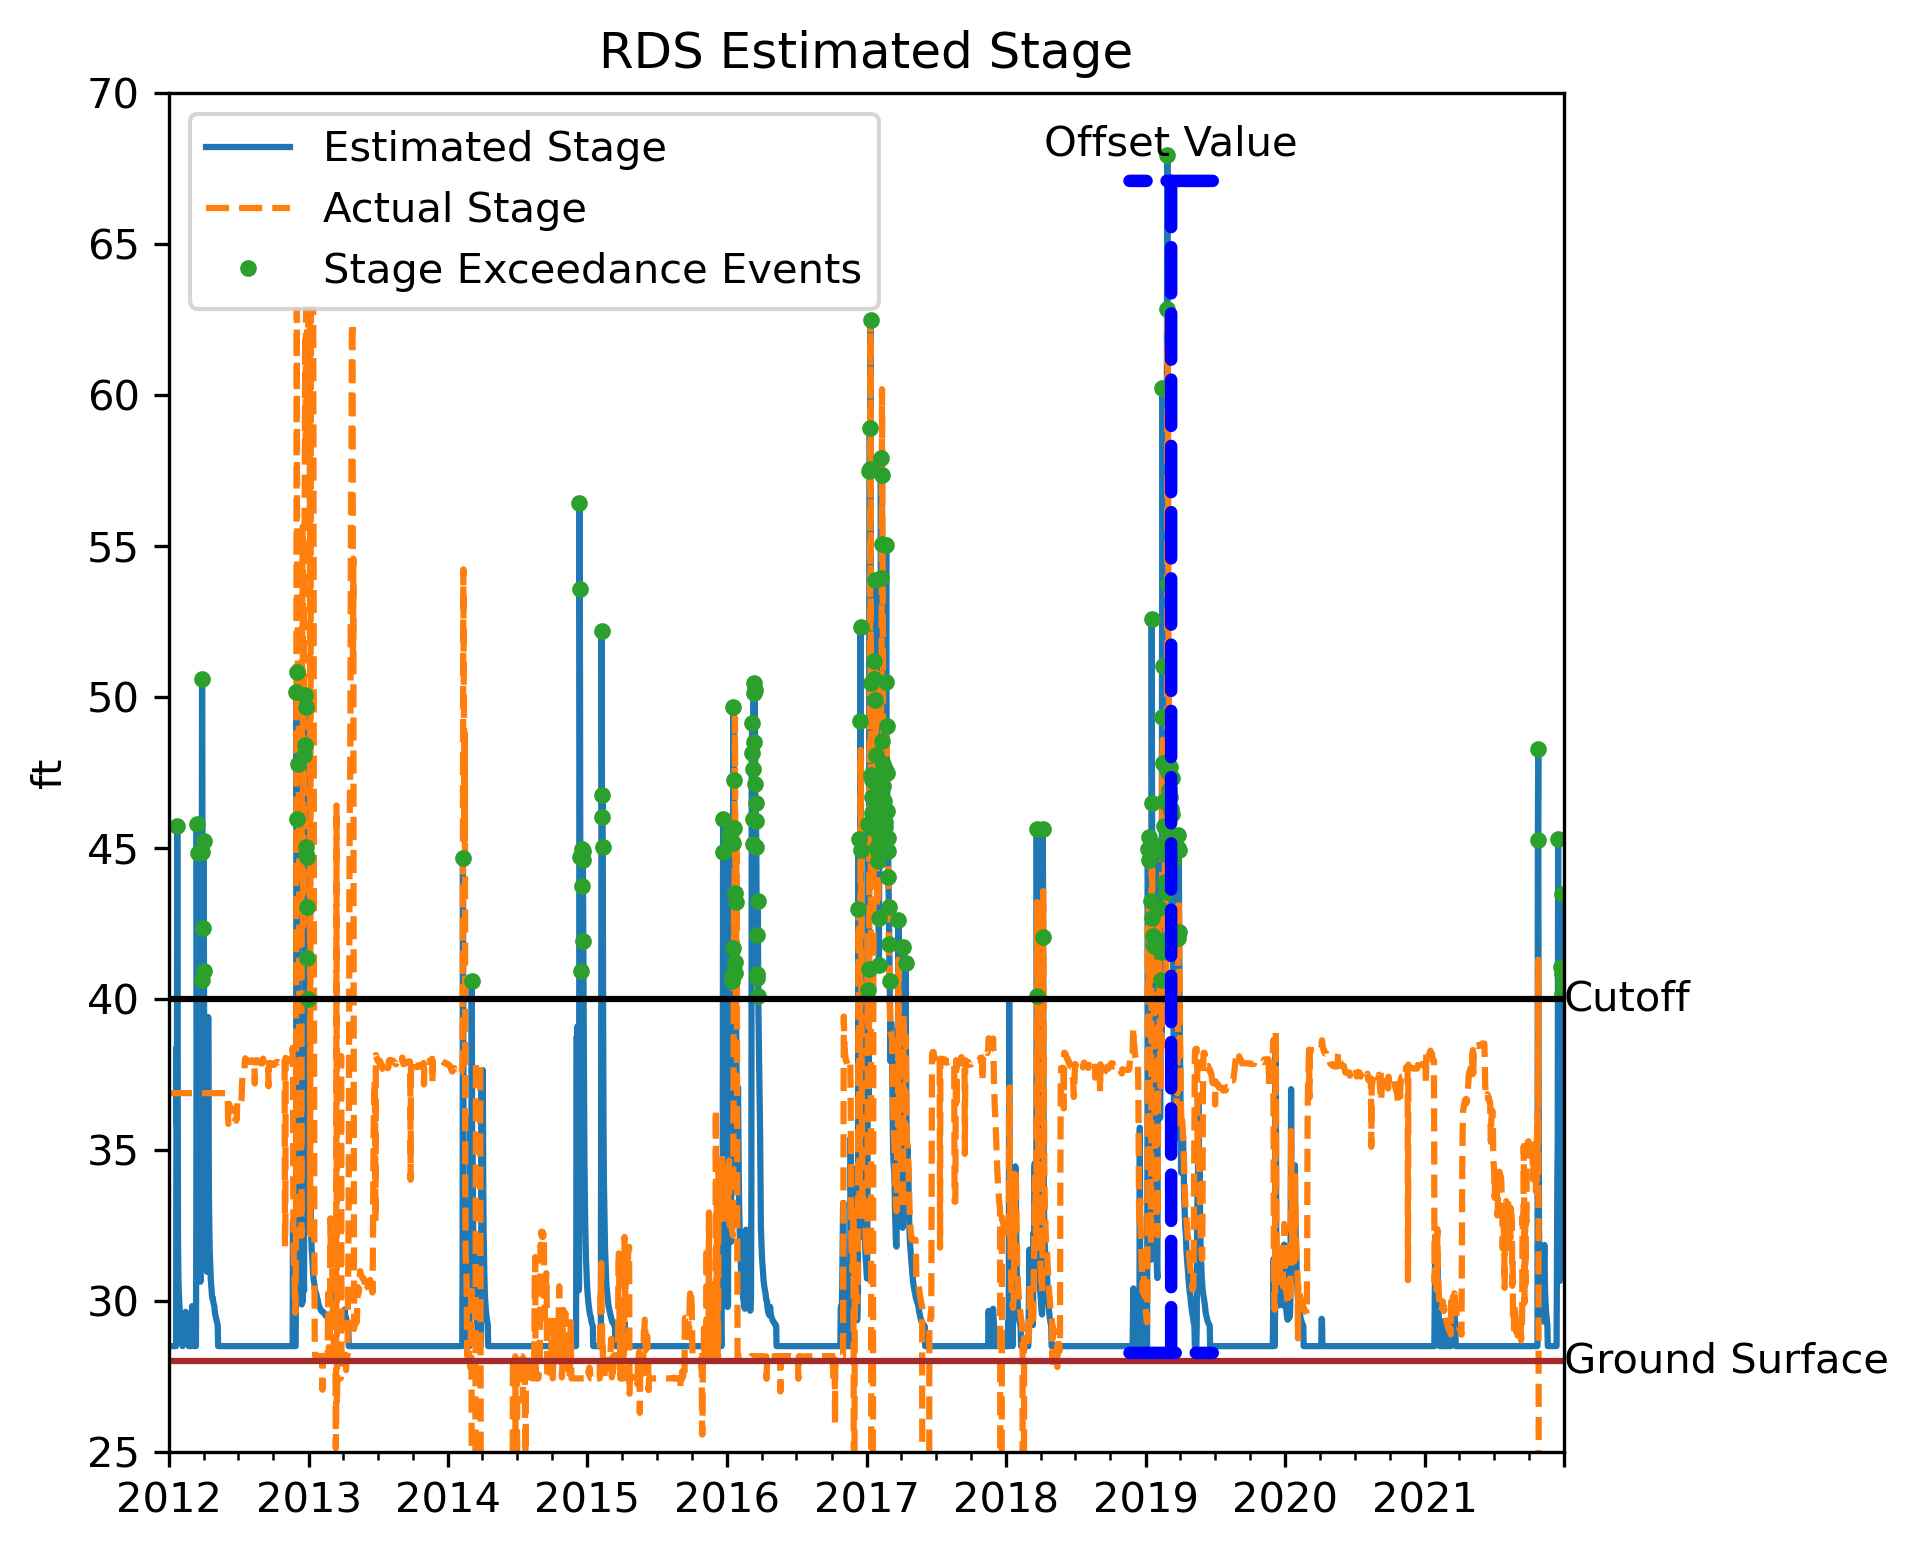 RDS Estimated Stage
70
65
60
55
50
45
40
35
30
25
ft
Estimated Stage
Actual Stage
Stage Exceedance Events
Offset Value
Cutoff
Ground Surface
2012 2013 2014 2015 2016 2017 2018 2019 2020 2021